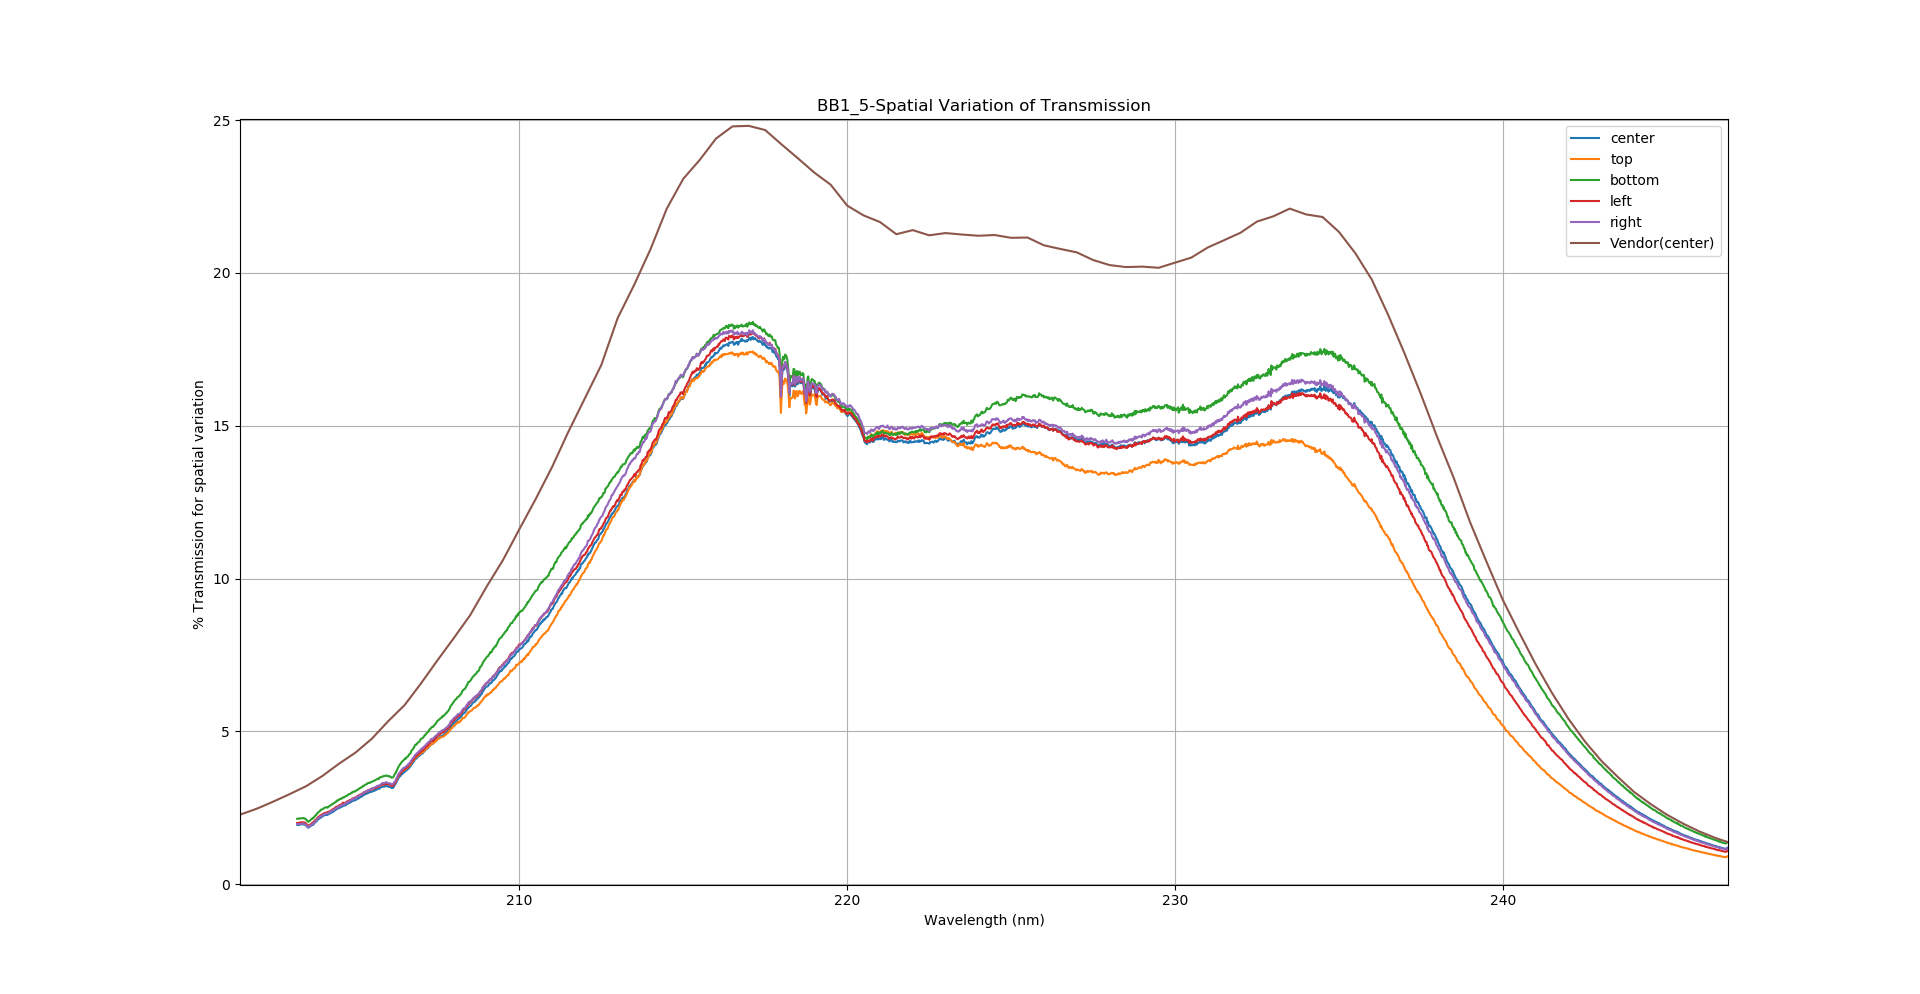 BB1_5-Spatial Variation of Transmission
25
20
15
10
5
0
% Transmission for spatial variation
center
top
bottom
left
right
Vendor(center)
210
220
230
240
Wavelength (nm)